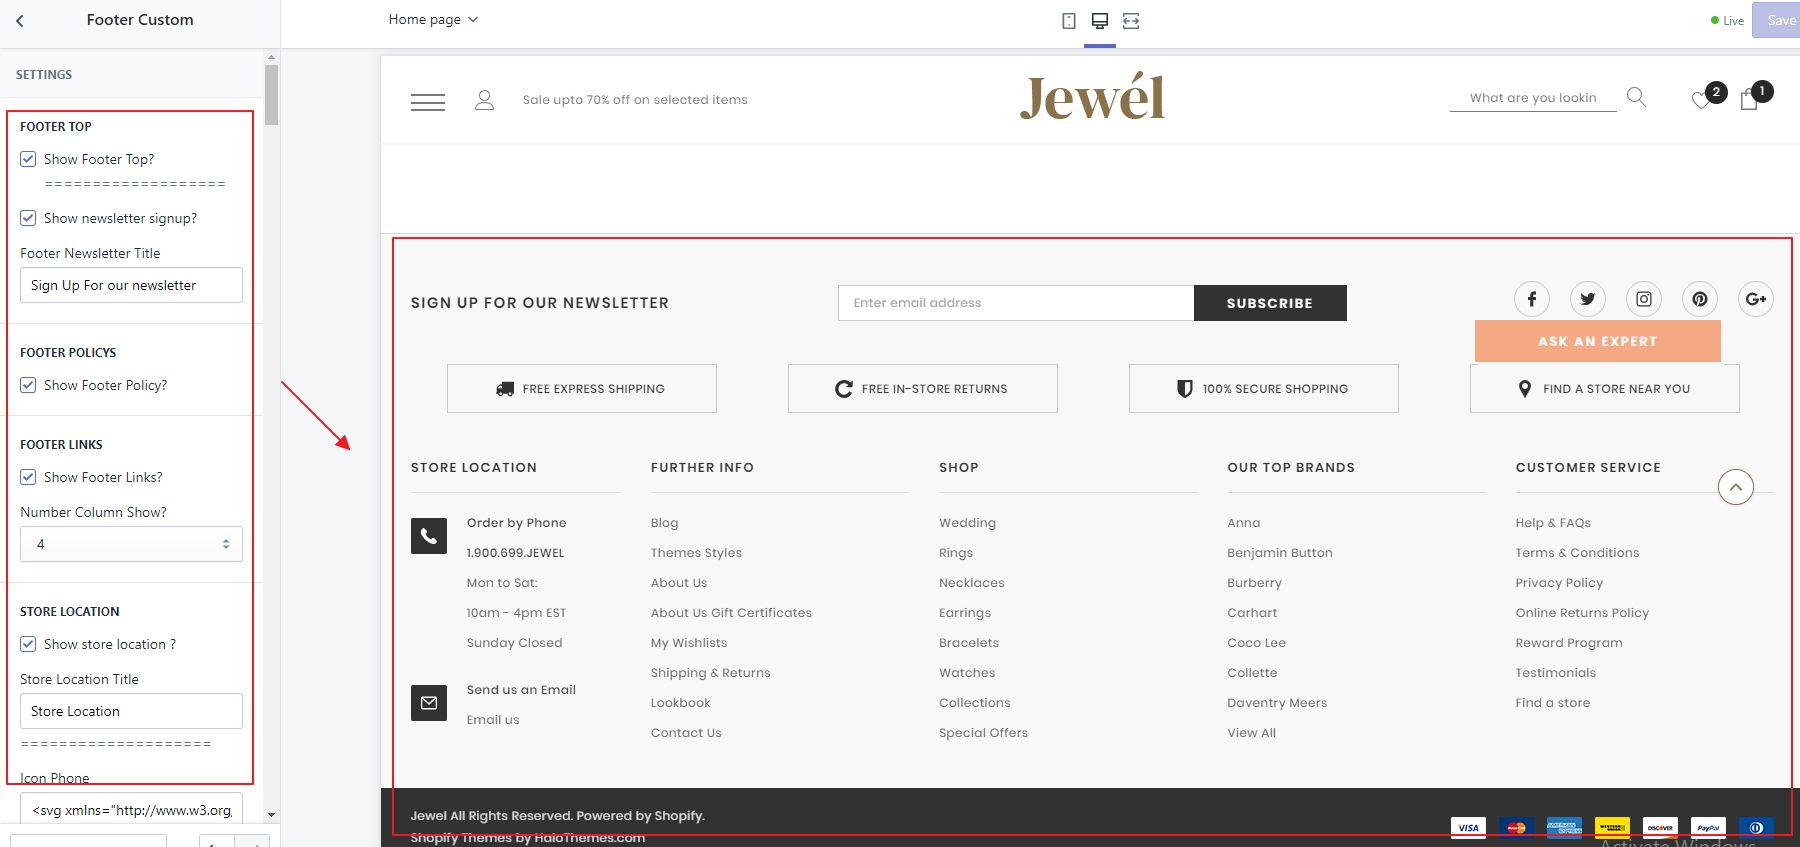 Footer Custom
Home page
Live
Save
SETTINGS
FOOTER TOP
Show Footer Top?
===================
Show newsletter signup?
Footer Newsletter Title
Sign Up For our newsletter
FOOTER POLICYS
Show Footer Policy?
FOOTER LINKS
Show Footer Links?
Number Column Show?
4
STORE LOCATION
Show store location ?
Store Location Title
Store Location
====================
Icon Phone
<svg xmlns="http://www.w3.org,
Sale upto 70% off on selected items
Jewél
What are you lookin
2
1
SIGN UP FOR OUR NEWSLETTER
Enter email address
SUBSCRIBE
ASK AN EXPERT
FREE EXPRESS SHIPPING
FREE IN-STORE RETURNS
100% SECURE SHOPPING
FIND A STORE NEAR YOU
STORE LOCATION
Order by Phone
1.900.699.JEWEL
Mon to Sat:
10am - 4pm EST
Sunday Closed
Send us an Email
Email us
FURTHER INFO
Blog
Themes Styles
About Us
About Us Gift Certificates
My Wishlists
Shipping & Returns
Lookbook
Contact Us
SHOP
Wedding
Rings
Necklaces
Earrings
Bracelets
Watches
Collections
Special Offers
OUR TOP BRANDS
Anna
Benjamin Button
Burberry
Carhart
Coco Lee
Collette
Daventry Meers
View All
CUSTOMER SERVICE
Help & FAQs
Terms & Conditions
Privacy Policy
Online Returns Policy
Reward Program
Testimonials
Find a store
Jewel All Rights Reserved. Powered by Shopify.
Shopify Themes by HaloThemes.com
VISA
AMERICAN EXPRESS
DISCOVER
PayPal
Activate Windows